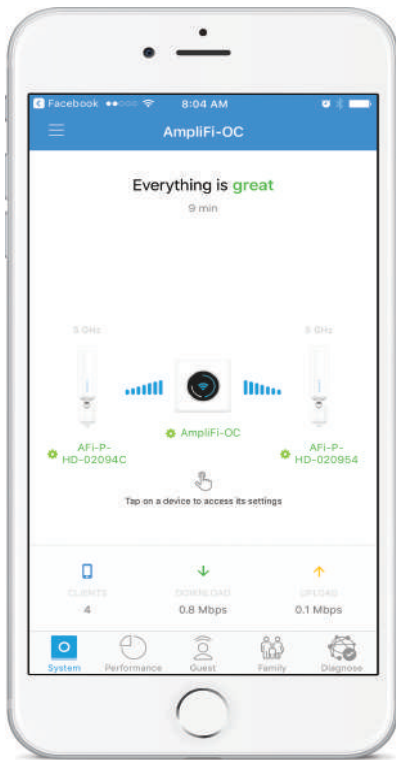 Facebook 8:04 AM
AmpliFi-OC
Everything is great
9 min
5 GHz 5 GHz
AmpliFi-OC
AFi-P-
HD-02094C
AFi-P-
HD-020954
Tap on a device to access its settings
CLIENTS DOWNLOAD UPLOAD
4 0.8 Mbps 0.1 Mbps
System Performance Guest Family Diagnose